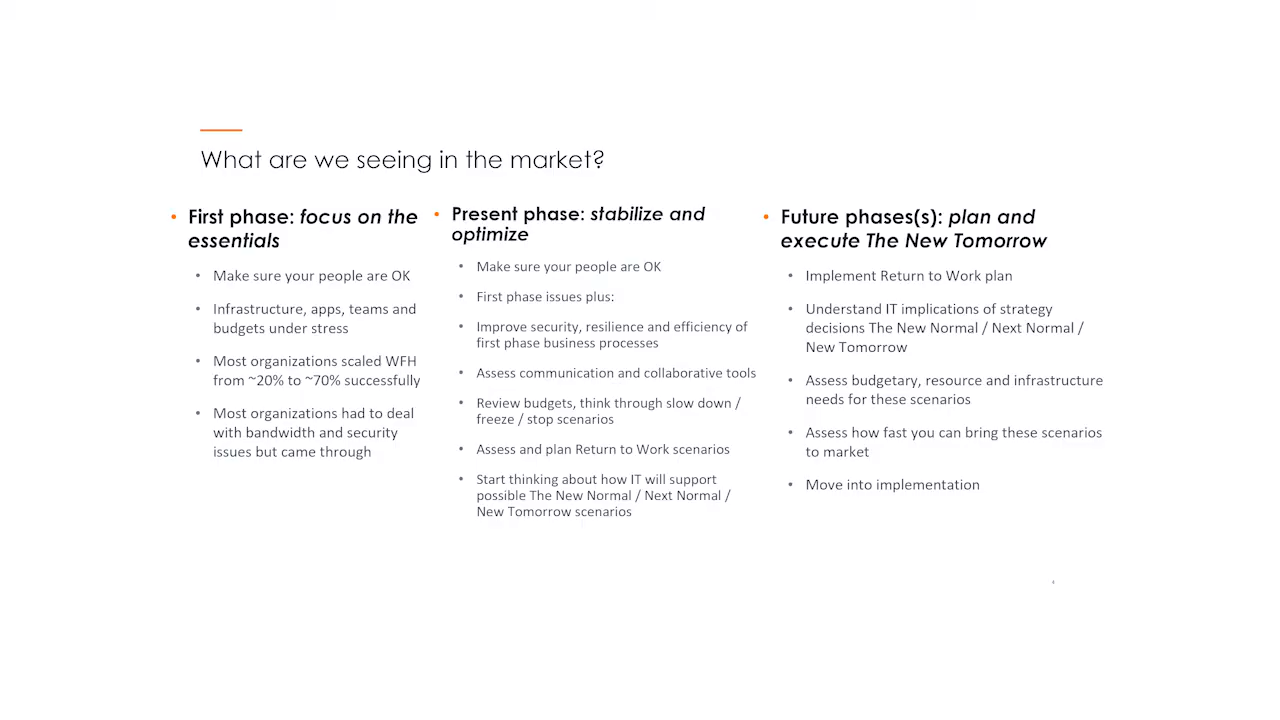 What are we seeing in the market?
• First phase: focus on the
essentials
• Make sure your people are OK
• Infrastructure, apps, teams and
budgets under stress
• Most organizations scaled WFH
from ~20% to ~70% successfully
• Most organizations had to deal
with bandwidth and security
issues but came through
• Present phase: stabilize and
optimize
• Make sure your people are OK
• First phase issues plus:
• Improve security, resilience and efficiency of
first phase business processes
• Assess communication and collaborative tools
• Review budgets, think through slow down /
freeze / stop scenarios
• Assess and plan Return to Work scenarios
• Start thinking about how IT will support
possible The New Normal / Next Normal /
New Tomorrow scenarios
• Future phases(s): plan and
execute The New Tomorrow
• Implement Return to Work plan
• Understand IT implications of strategy
decisions The New Normal / Next Normal /
New Tomorrow
• Assess budgetary, resource and infrastructure
needs for these scenarios
• Assess how fast you can bring these scenarios
to market
• Move into implementation